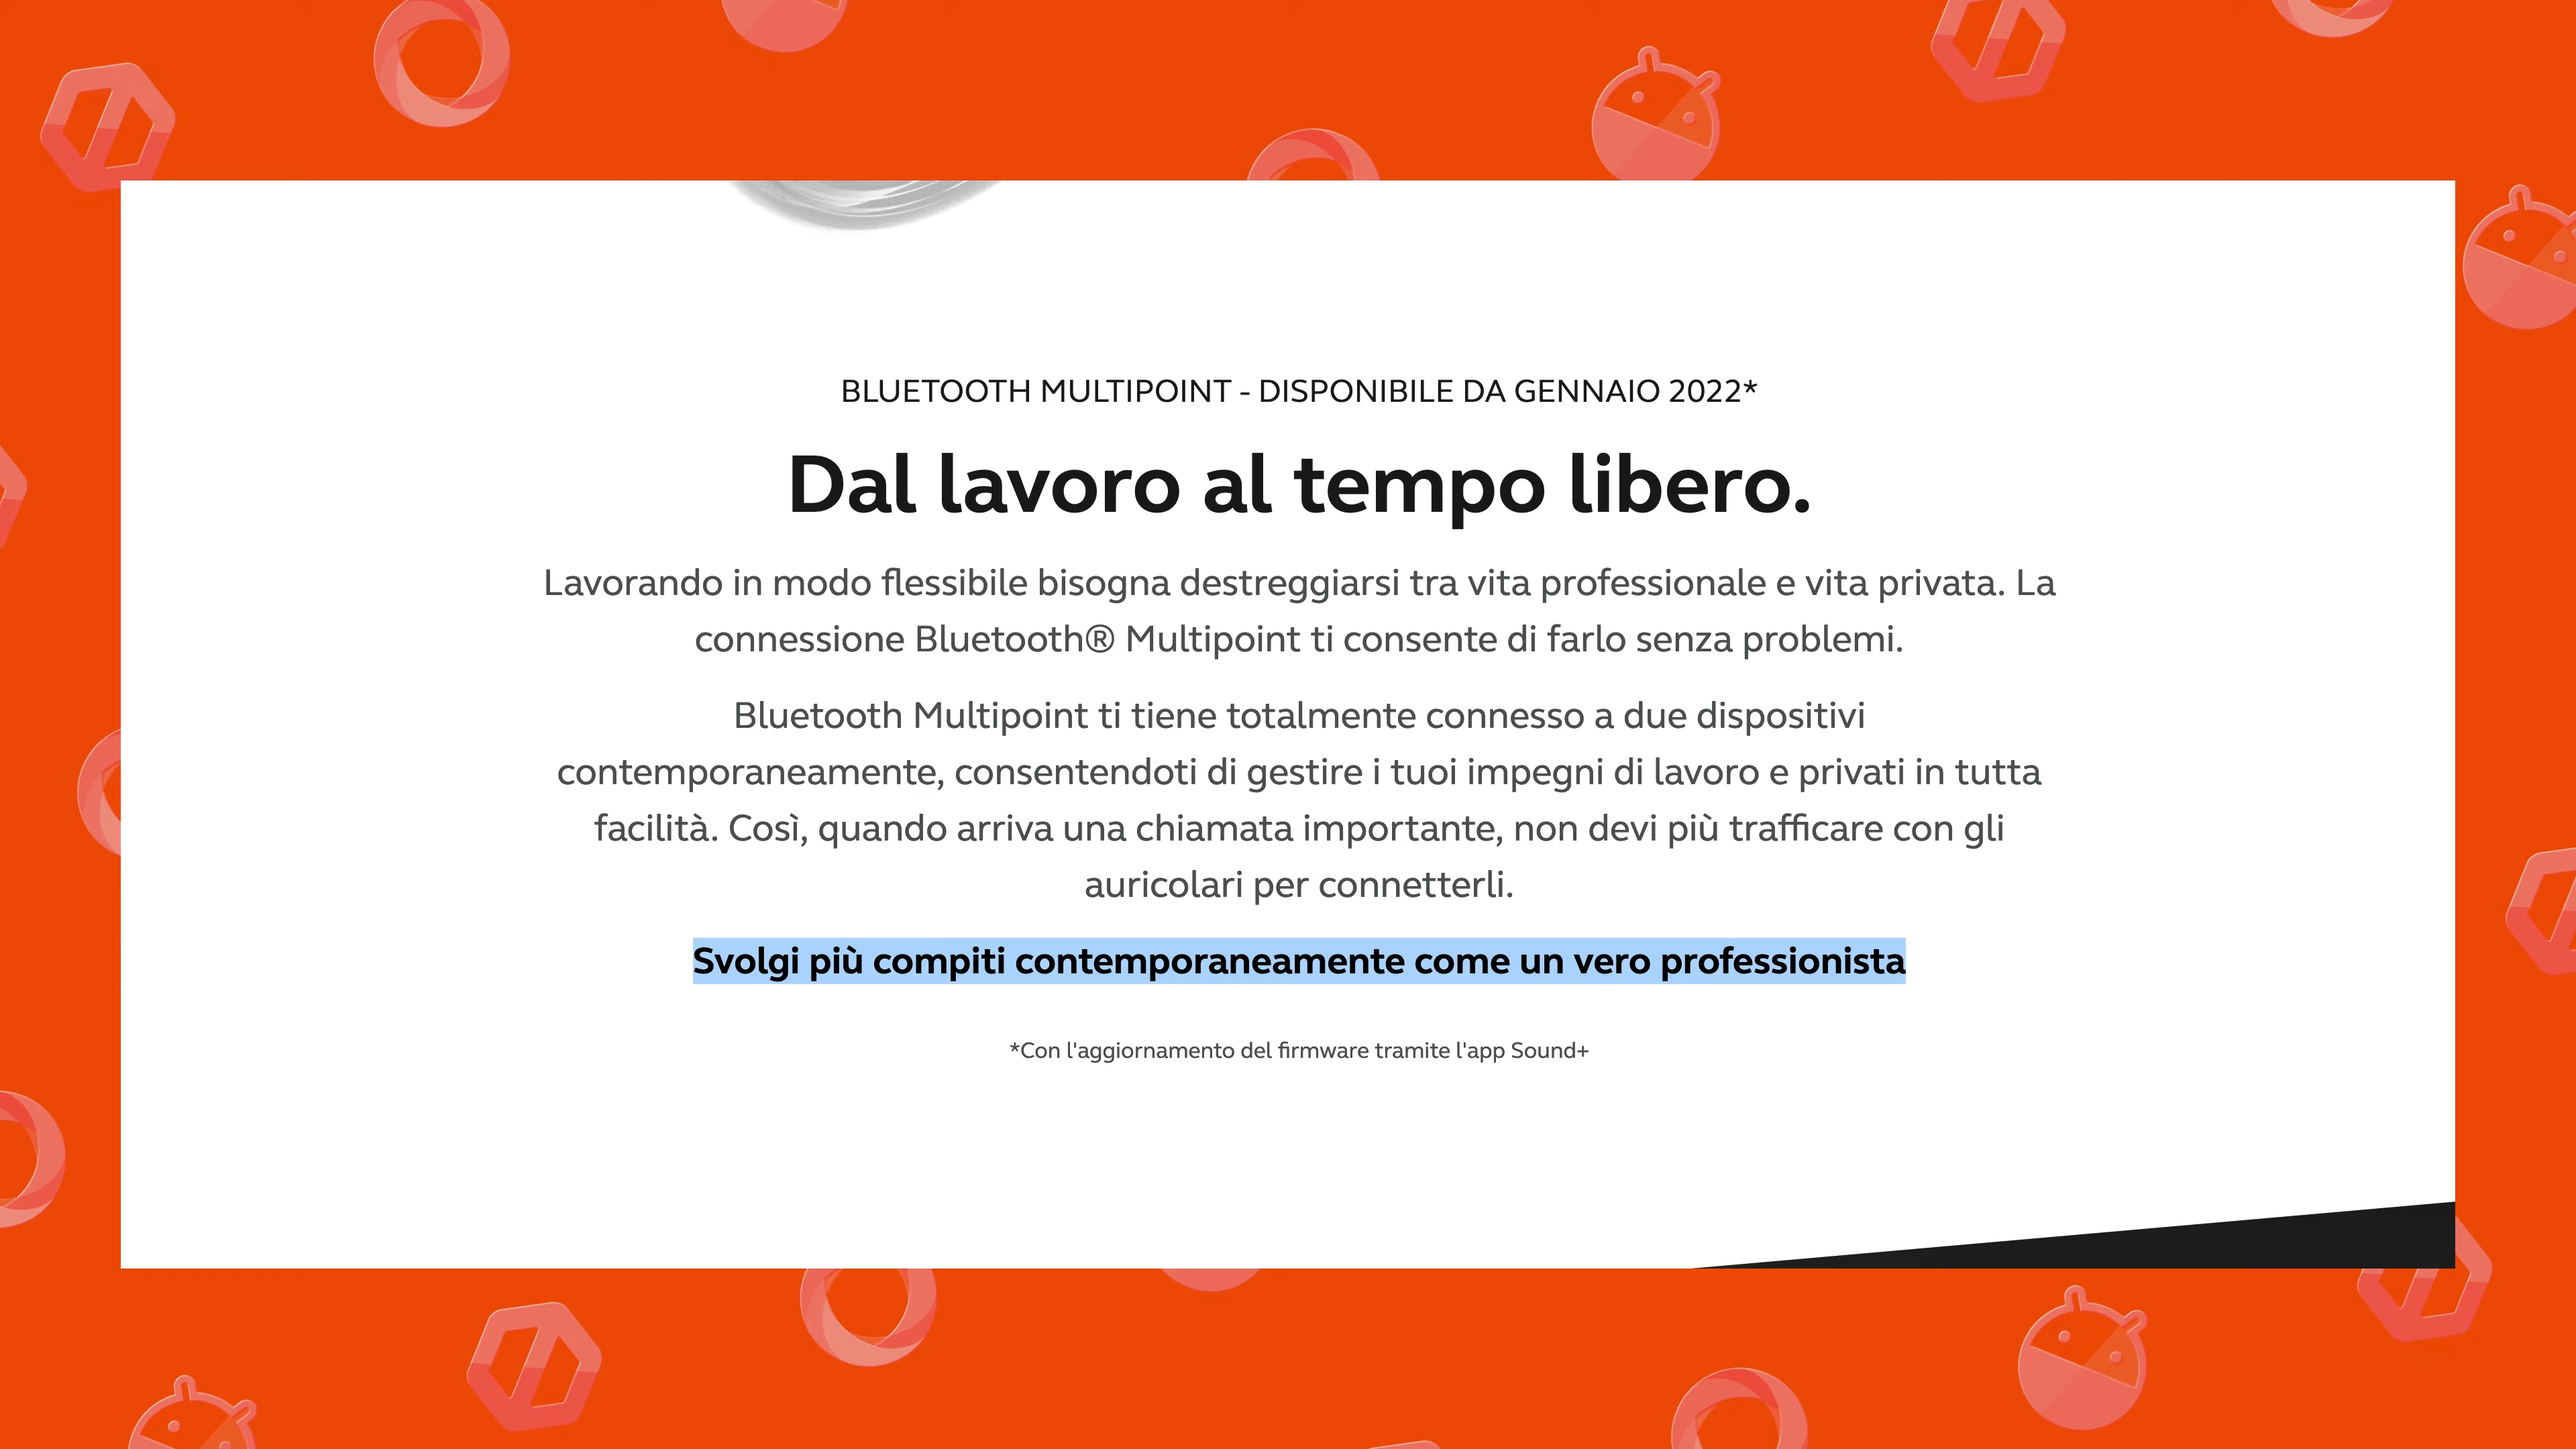 BLUETOOTH MULTIPOINT - DISPONIBILE DA GENNAIO 2022*
Dal lavoro al tempo libero.
Lavorando in modo flessibile bisogna destreggiarsi tra vita professionale e vita privata. La
connessione Bluetooth® Multipoint ti consente di farlo senza problemi.
Bluetooth Multipoint ti tiene totalmente connesso a due dispositivi
contemporaneamente, consentendoti di gestire i tuoi impegni di lavoro e privati in tutta
facilità. Così, quando arriva una chiamata importante, non devi più trafficare con gli
auricolari per connetterli.
Svolgi più compiti contemporaneamente come un vero professionista
*Con l'aggiornamento del firmware tramite l'app Sound+